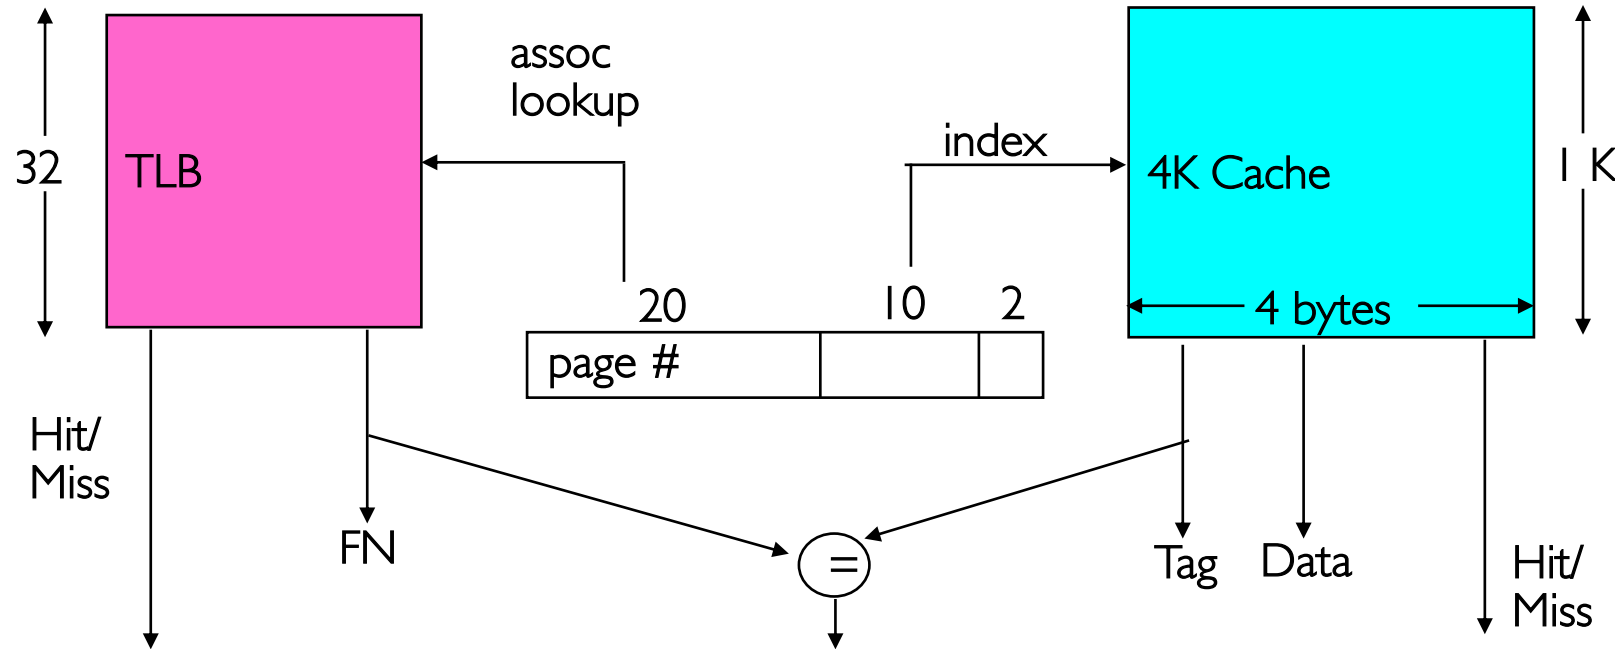 assoc
lookup
index
32
TLB
4K Cache
1 K
20
10
2
4 bytes
page #
Hit/
Miss
FN
=
Tag
Data
Hit/
Miss